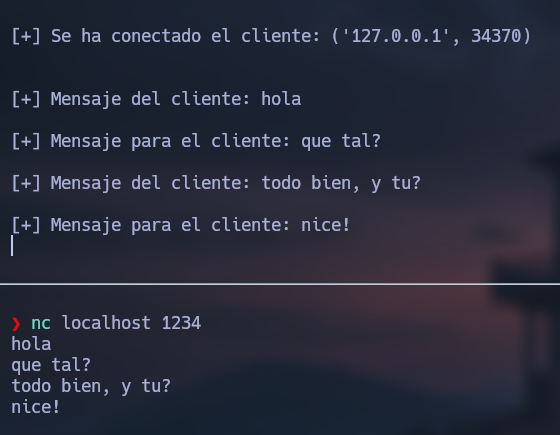 [+] Se ha conectado el cliente: ('127.0.0.1', 34370)
[+] Mensaje del cliente: hola
[+] Mensaje para el cliente: que tal?
[+] Mensaje del cliente: todo bien, y tu?
[+] Mensaje para el cliente: nice!
❯ nc localhost 1234
hola
que tal?
todo bien, y tu?
nice!